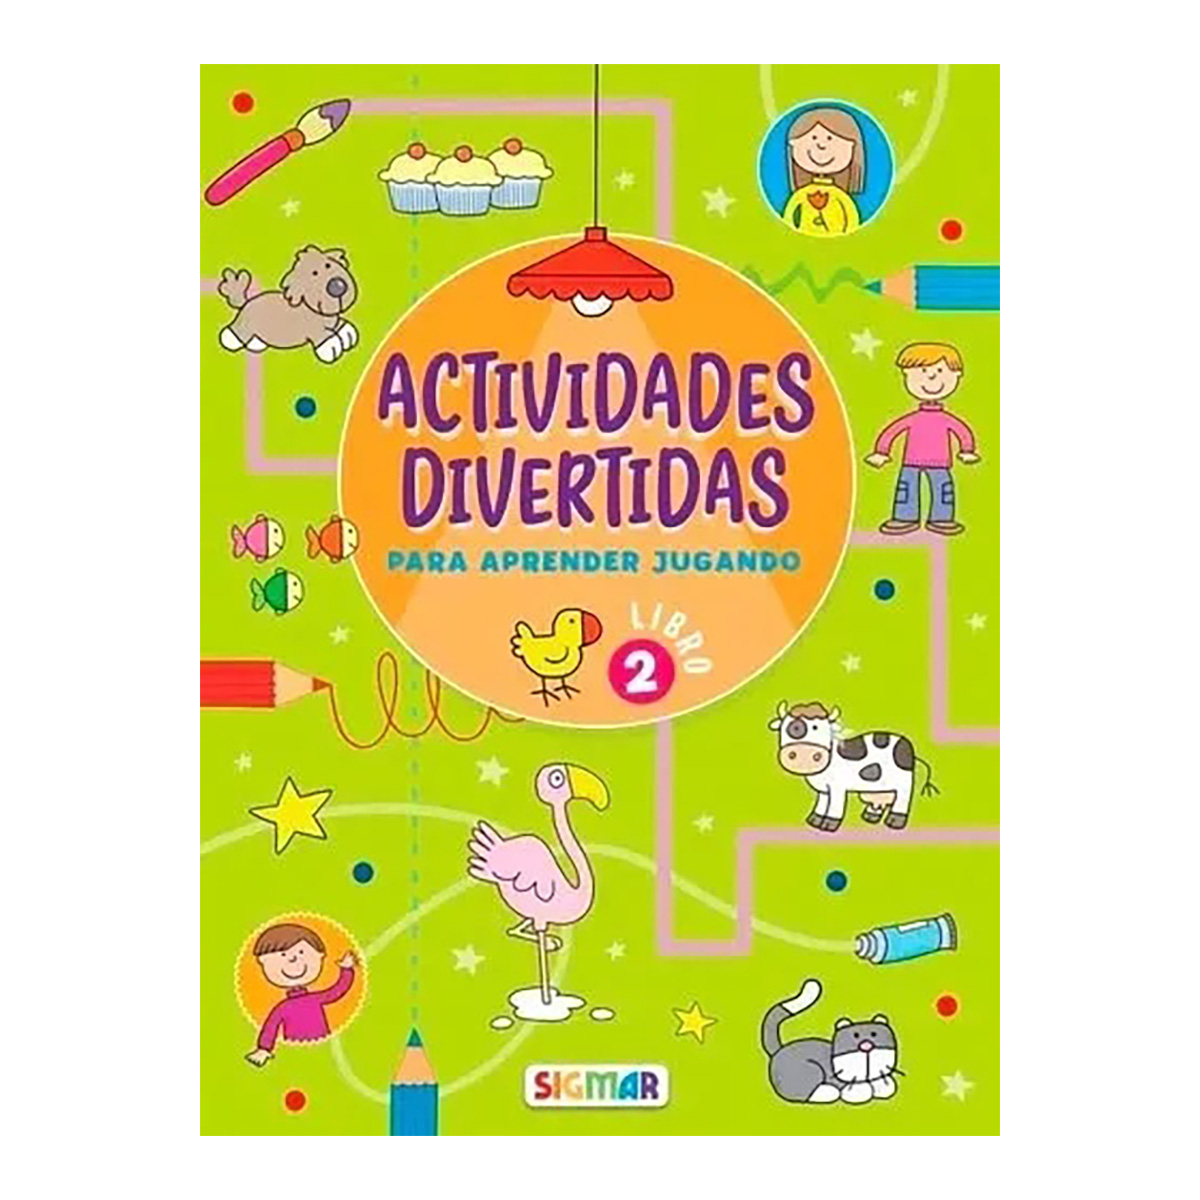 ACTIVIDADES
DIVERTIDAS
PARA APRENDER JUGANDO
LIBRO
2
SIGMAR